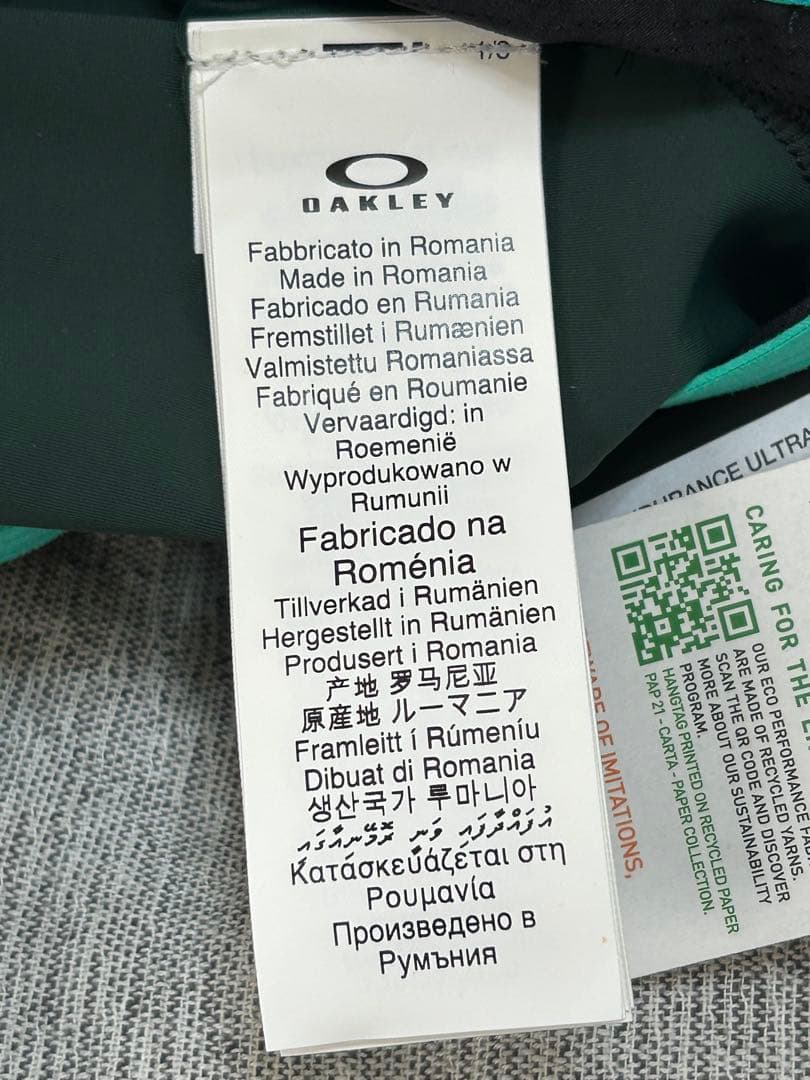 OAKLEY
Fabbricato in Romania
Made in Romania
Fabricado en Rumania
Fremstillet i Rumænien
Valmistettu Romaniassa
Fabriqué en Roumanie
Vervaardigd: in
Roemenië
Wyprodukowano w
Rumunii
Fabricado na
Roménia
Tillverkad i Rumänien
Hergestellt in Rumänien
Produsert i Romania
产地 罗马尼亚
原産地 ルーマニア
Framleitt í Rúmeníu
Dibuat di Romania
생산국가 루마니아
އުފައްދާފައި ވަނީ ރޮމޭނިއާގައި
Κατασκευάζεται στη
Ρουμανία
Произведено в
Румъния
ULTRA
CARING FOR THE
OUR ECO PERFORMANCE
ARE MADE OF RECYCLED YARNS.
SCAN THE QR CODE AND DISCOVER
MORE ABOUT OUR SUSTAINABILITY
PROGRAM.
HANGTAG PRINTED ON RECYCLED PAPER
PAP 21 - CARTA - PAPER COLLECTION.
OF IMITATIONS,